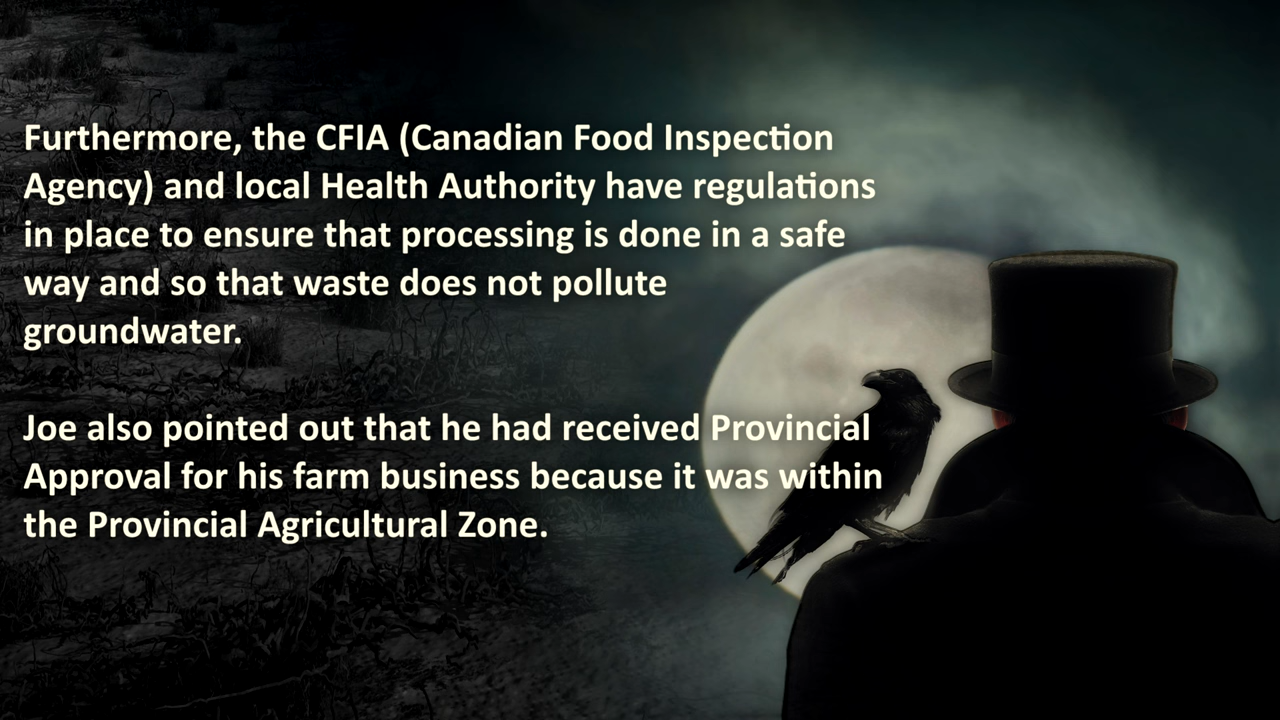 Furthermore, the CFIA (Canadian Food Inspection
Agency) and local Health Authority have regulations
in place to ensure that processing is done in a safe
way and so that waste does not pollute
groundwater.
Joe also pointed out that he had received Provincial
Approval for his farm business because it was within
the Provincial Agricultural Zone.